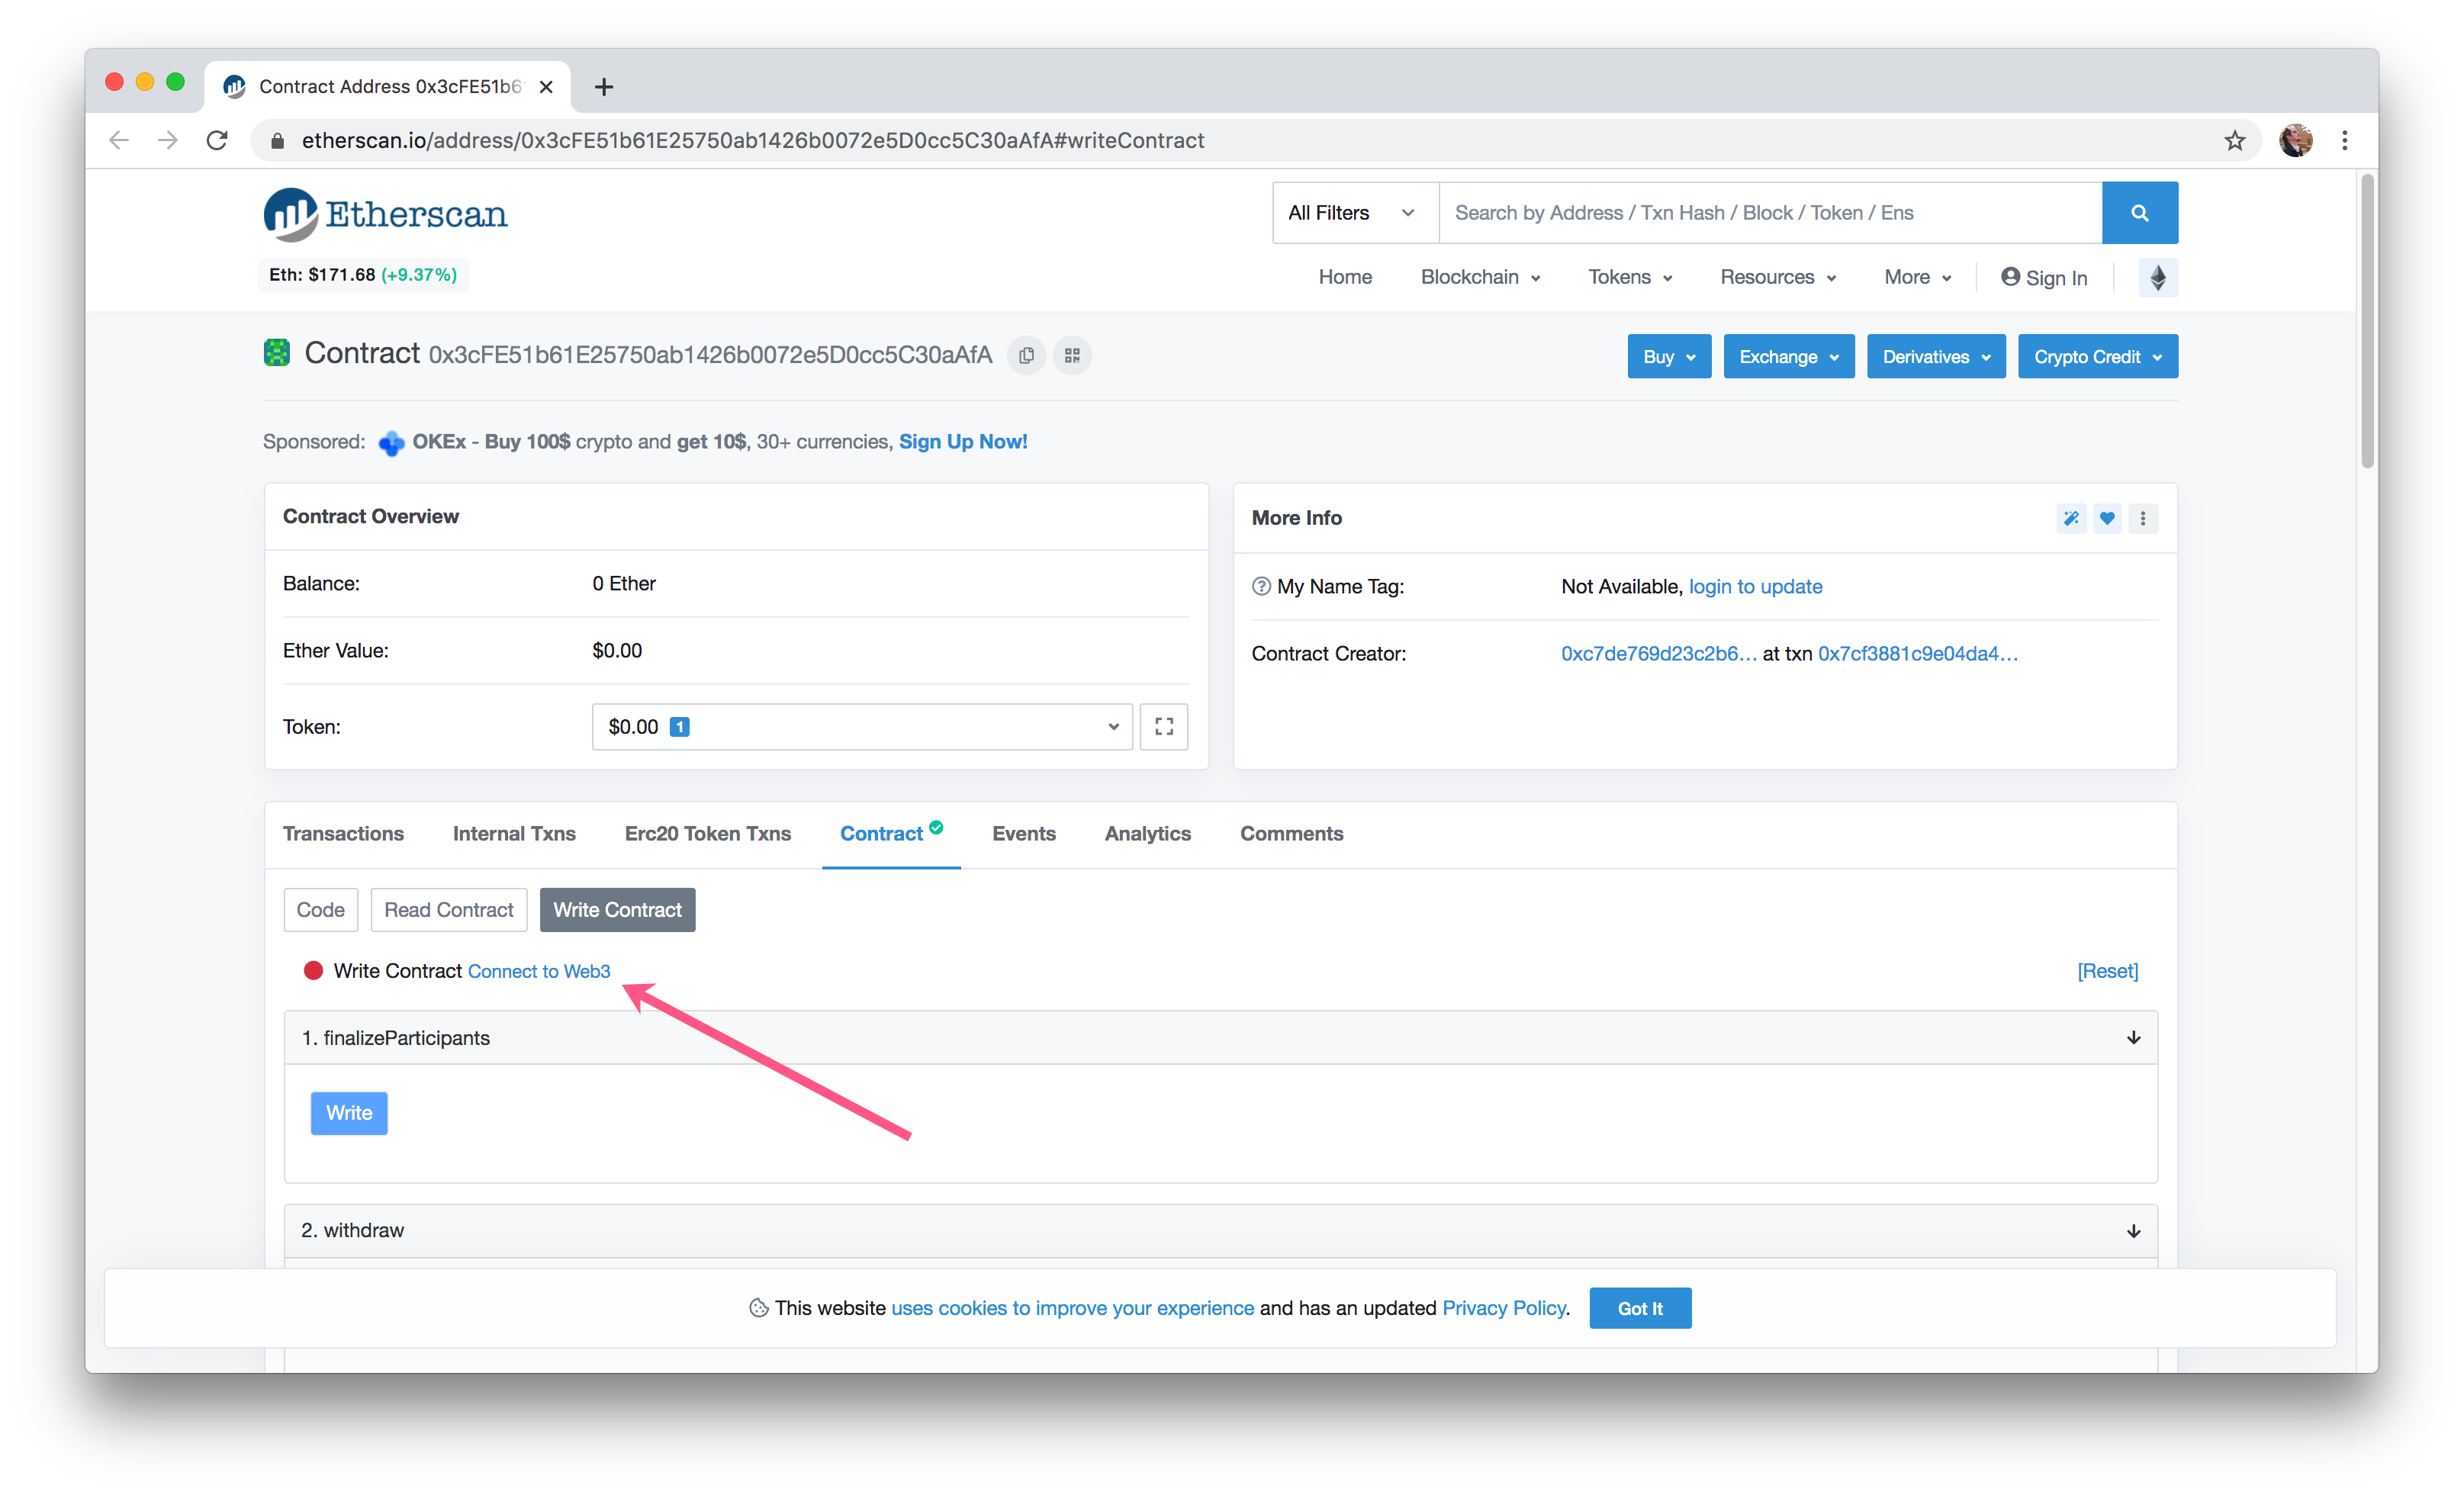 Contract Address 0x3cFE51b6
etherscan.io/address/0x3cFE51b61E25750ab1426b0072e5D0cc5C30aAfA#writeContract
Etherscan
All Filters
Search by Address / Txn Hash / Block / Token / Ens
Eth: $171.68 (+9.37%)
Home Blockchain Tokens Resources More Sign In
Contract 0x3cFE51b61E25750ab1426b0072e5D0cc5C30aAfA
Buy Exchange Derivatives Crypto Credit
Sponsored: OKEx - Buy 100$ crypto and get 10$, 30+ currencies, Sign Up Now!
Contract Overview
Balance: 0 Ether
Ether Value: $0.00
Token: $0.00 1
More Info
My Name Tag: Not Available, login to update
Contract Creator: 0xc7de769d23c2b6... at txn 0x7cf3881c9e04da4...
Transactions Internal Txns Erc20 Token Txns Contract Events Analytics Comments
Code Read Contract Write Contract
Write Contract Connect to Web3 [Reset]
1. finalizeParticipants
Write
2. withdraw
This website uses cookies to improve your experience and has an updated Privacy Policy. Got It